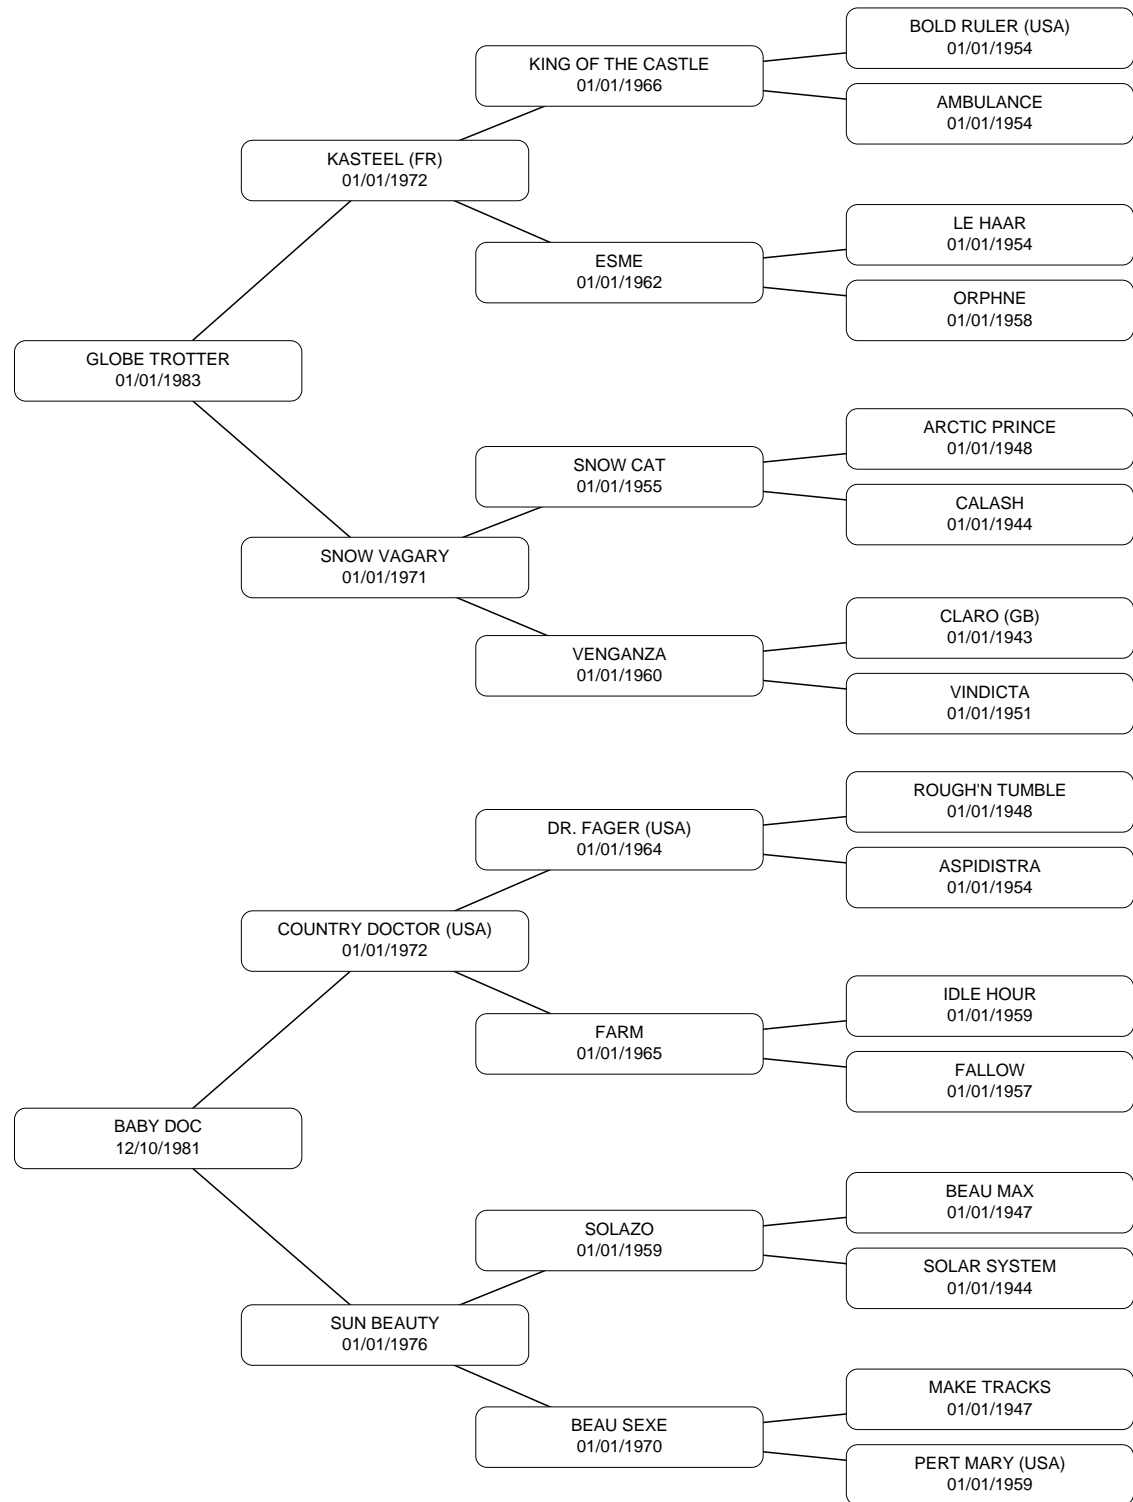 BOLD RULER (USA)
01/01/1954
KING OF THE CASTLE
01/01/1966
AMBULANCE
01/01/1954
KASTEEL (FR)
01/01/1972
LE HAAR
01/01/1954
ESME
01/01/1962
ORPHNE
01/01/1958
GLOBE TROTTER
01/01/1983
ARCTIC PRINCE
01/01/1948
SNOW CAT
01/01/1955
CALASH
01/01/1944
SNOW VAGARY
01/01/1971
CLARO (GB)
01/01/1943
VENGANZA
01/01/1960
VINDICTA
01/01/1951
ROUGH'N TUMBLE
01/01/1948
DR. FAGER (USA)
01/01/1964
ASPIDISTRA
01/01/1954
COUNTRY DOCTOR (USA)
01/01/1972
IDLE HOUR
01/01/1959
FARM
01/01/1965
FALLOW
01/01/1957
BABY DOC
12/10/1981
BEAU MAX
01/01/1947
SOLAZO
01/01/1959
SOLAR SYSTEM
01/01/1944
SUN BEAUTY
01/01/1976
MAKE TRACKS
01/01/1947
BEAU SEXE
01/01/1970
PERT MARY (USA)
01/01/1959